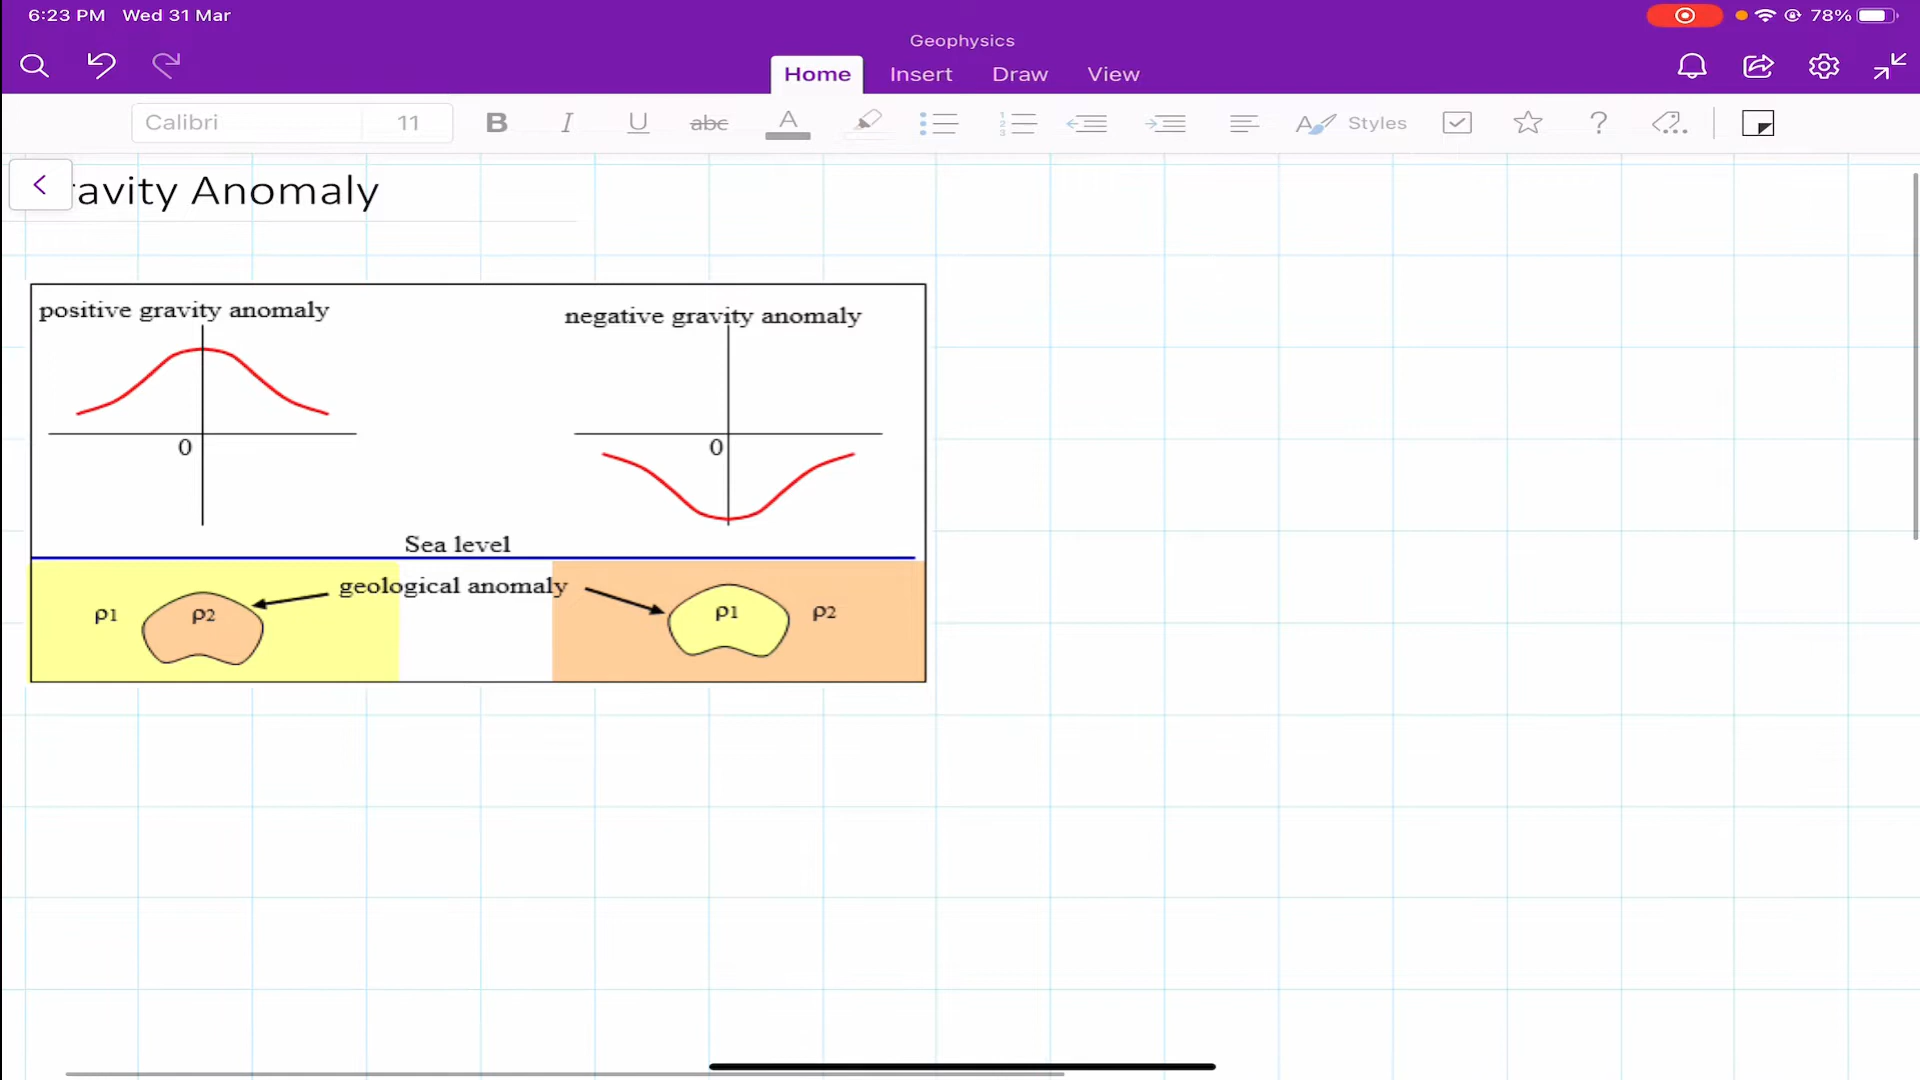 6:23 PM Wed 31 Mar
78%
Geophysics
Home Insert Draw View
Calibri 11 B I U abc A Styles
ravity Anomaly
positive gravity anomaly
negative gravity anomaly
0
0
Sea level
geological anomaly
ρ1 ρ2
ρ1 ρ2